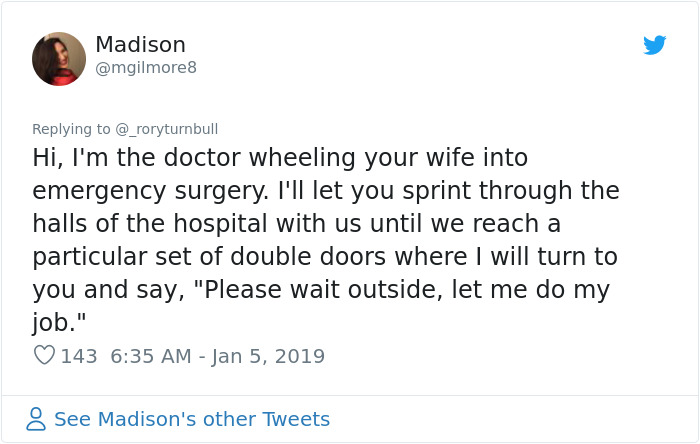 Madison
@mgilmore8
Replying to @_roryturnbull
Hi, I'm the doctor wheeling your wife into
emergency surgery. I'll let you sprint through the
halls of the hospital with us until we reach a
particular set of double doors where I will turn to
you and say, "Please wait outside, let me do my
job."
143 6:35 AM - Jan 5, 2019
See Madison's other Tweets